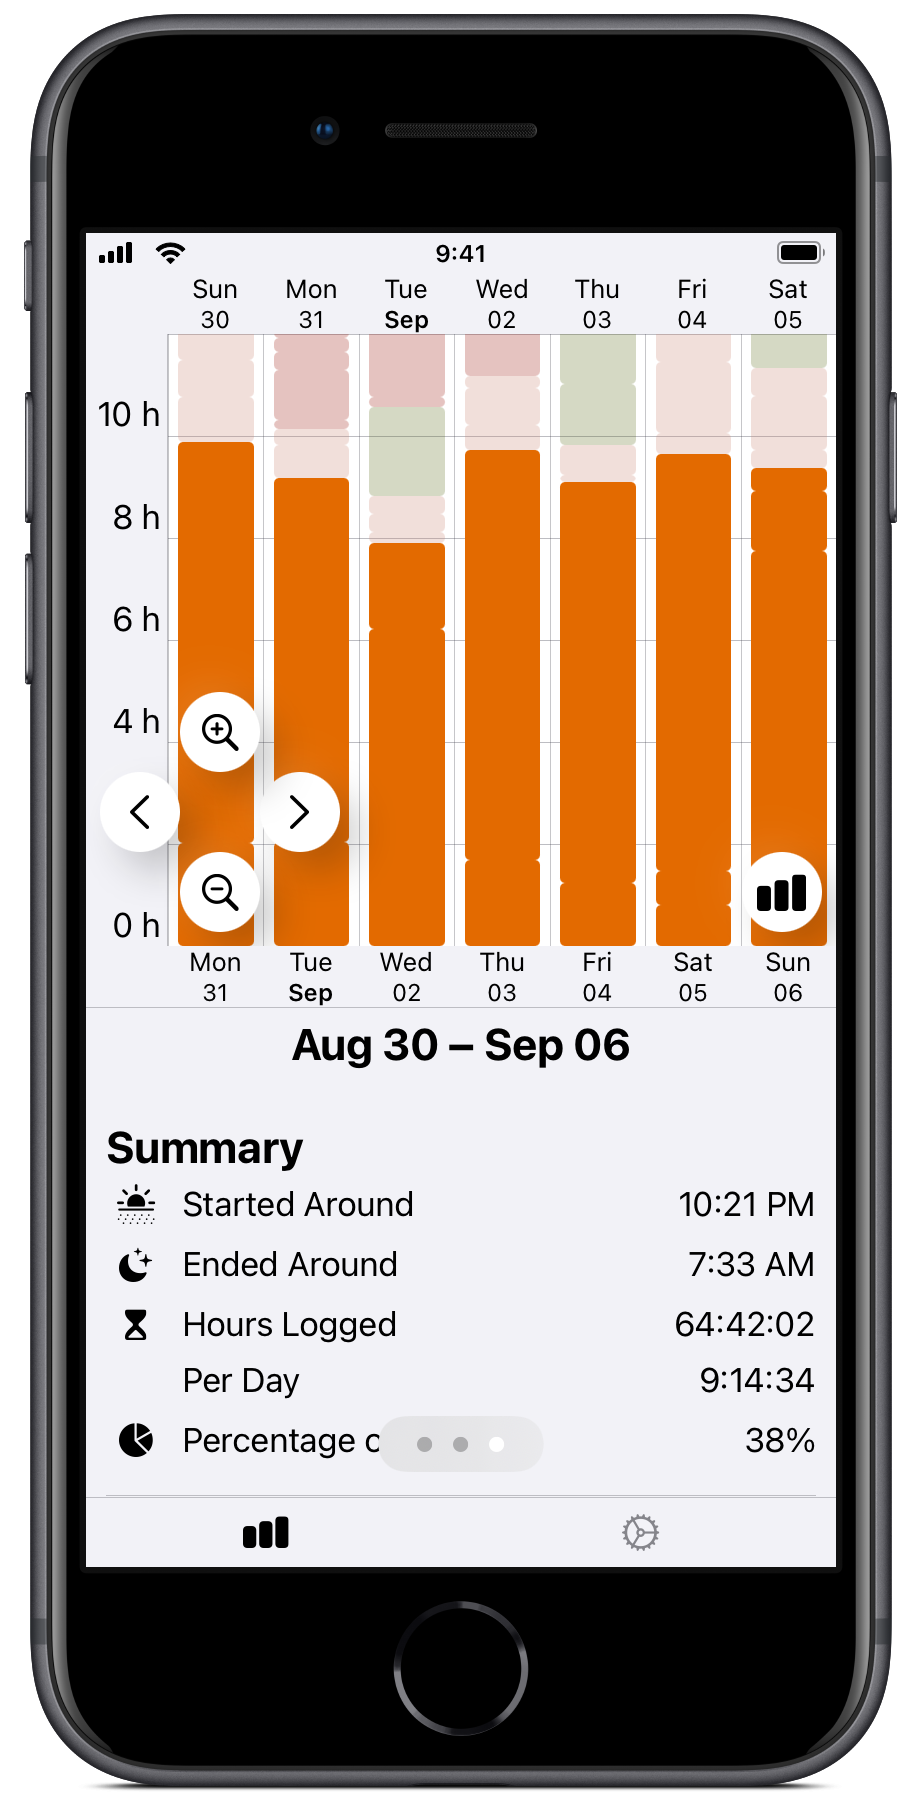 9:41
Sun Mon Tue Wed Thu Fri Sat
30 31 Sep 02 03 04 05
10 h
8 h
6 h
4 h
0 h
Mon Tue Wed Thu Fri Sat Sun
31 Sep 02 03 04 05 06
Aug 30 – Sep 06
Summary
Started Around 10:21 PM
Ended Around 7:33 AM
Hours Logged 64:42:02
Per Day 9:14:34
Percentage 38%